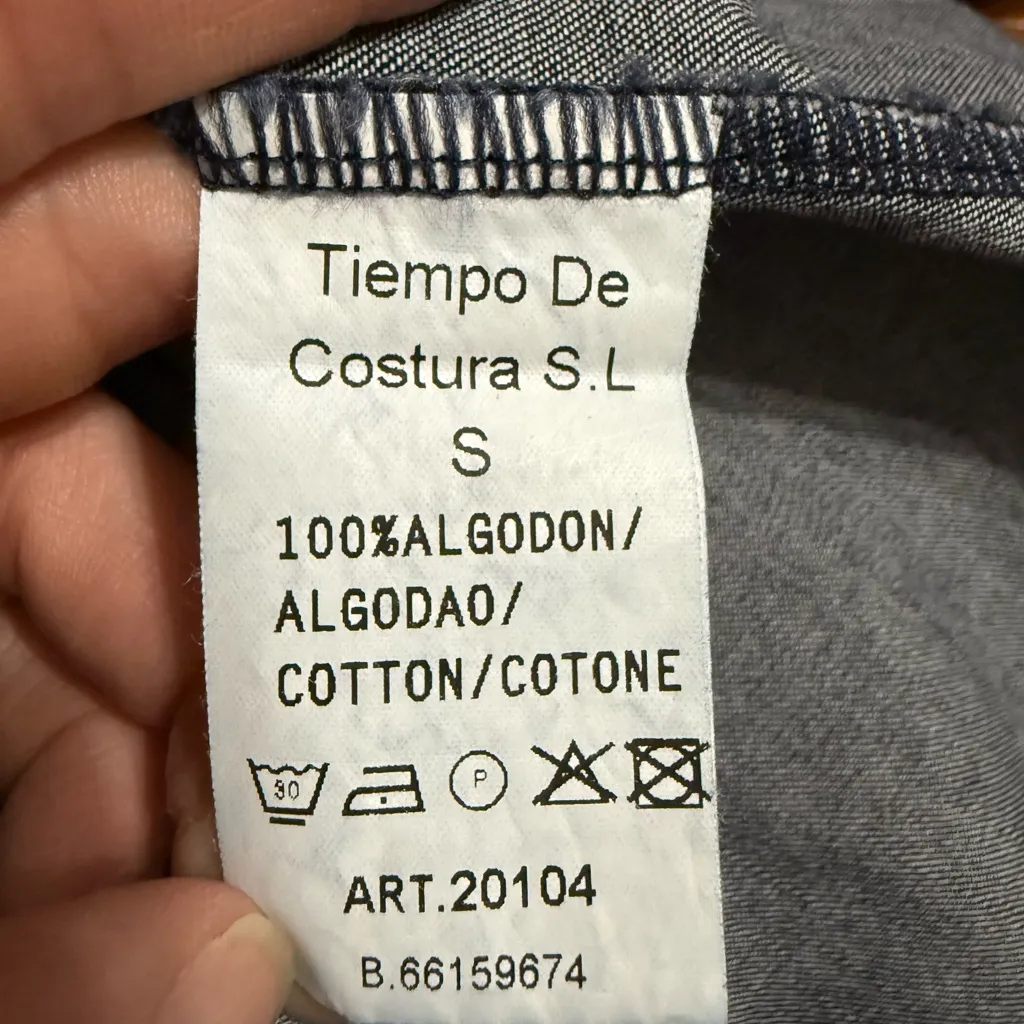 Tiempo De
Costura S.L
S
100%ALGODON/
ALGODAO/
COTTON/COTONE
30 P
ART.20104
B.66159674